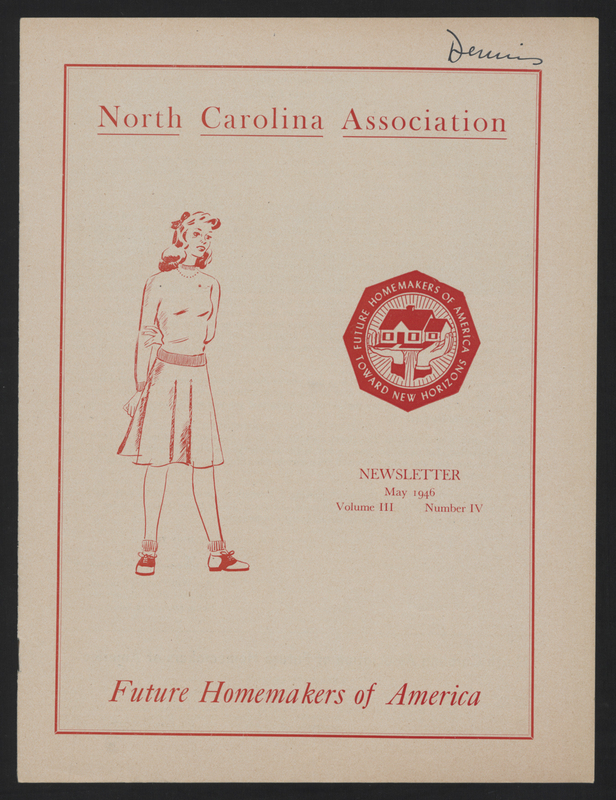 Dennis
North Carolina Association
FUTURE HOMEMAKERS OF AMERICA
TOWARD NEW HORIZONS
NEWSLETTER
May 1946
Volume III Number IV
Future Homemakers of America